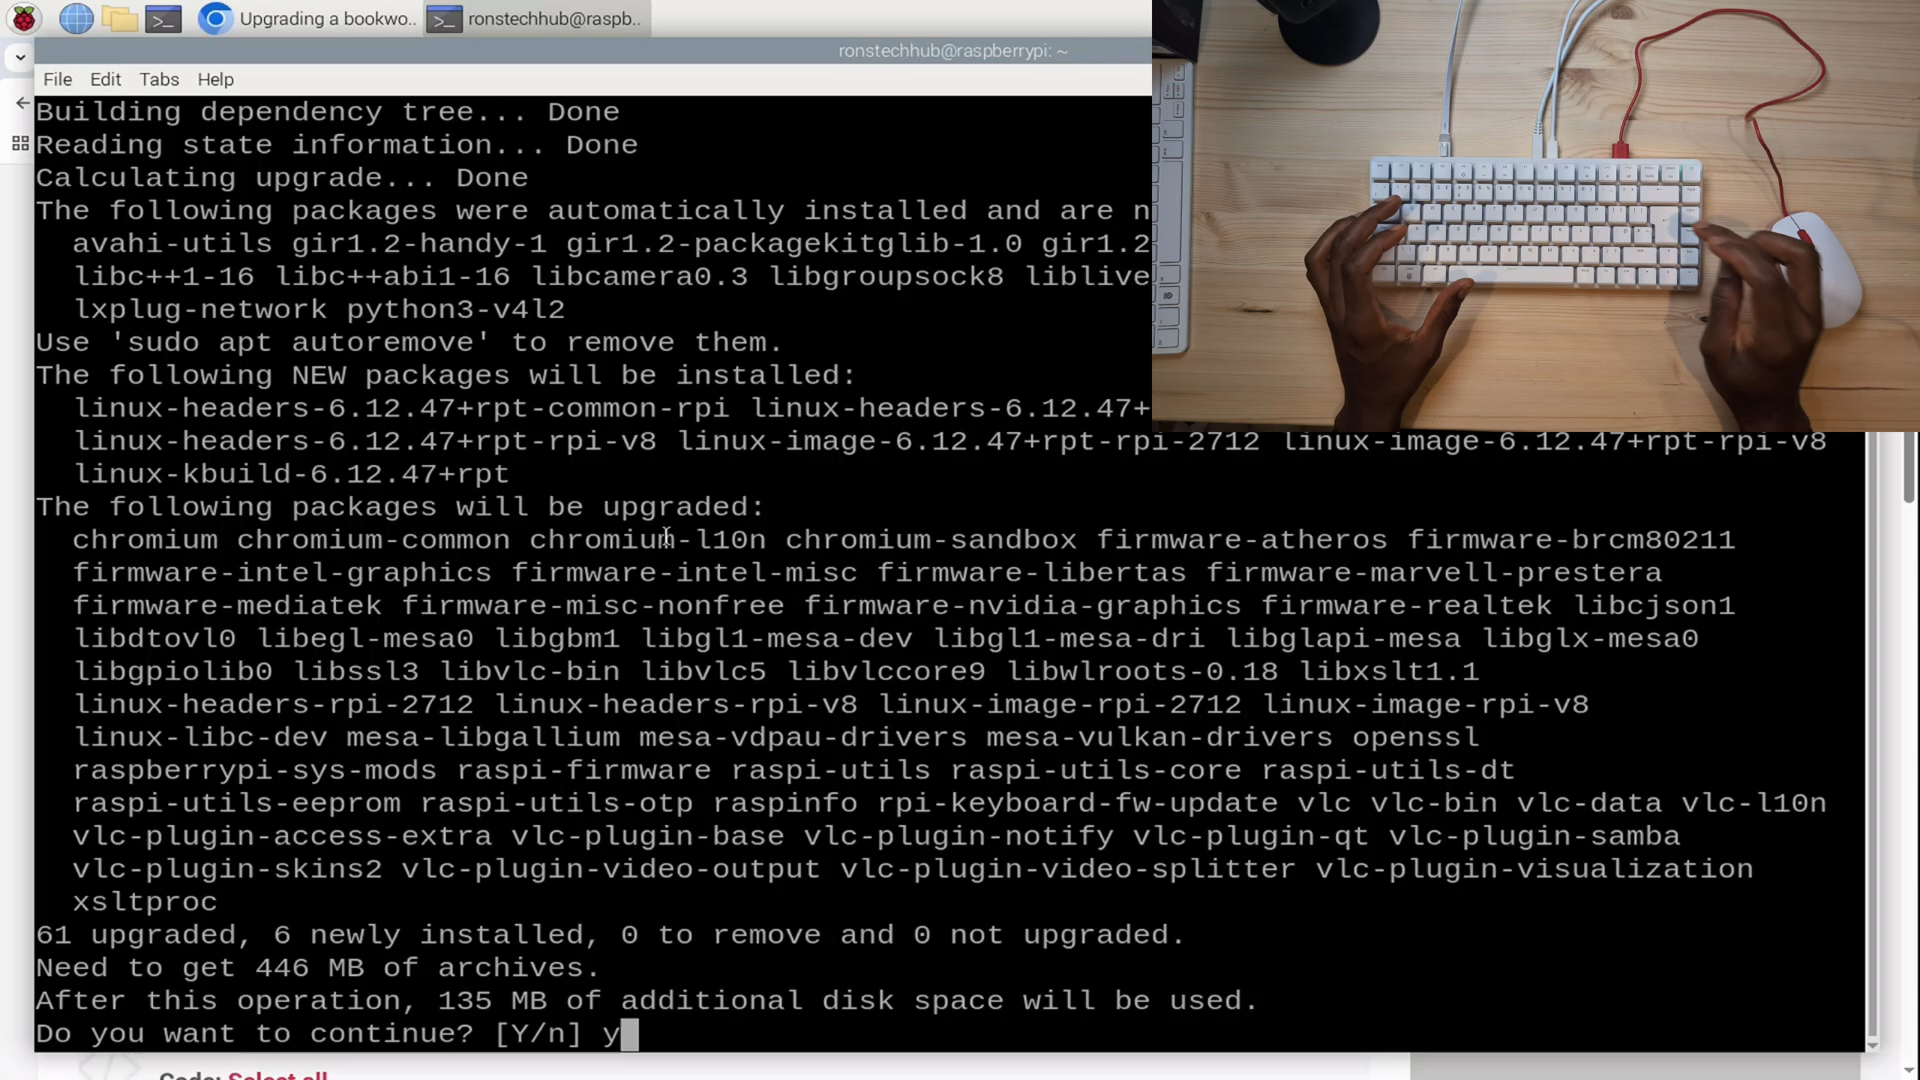 Upgrading a bookwo..
ronstechhub@raspb..
ronstechhub@raspberrypi: ~
File Edit Tabs Help
Building dependency tree... Done
Reading state information... Done
Calculating upgrade... Done
The following packages were automatically installed and are n
avahi-utils gir1.2-handy-1 gir1.2-packagekitglib-1.0 gir1.2
libc++1-16 libc++abi1-16 libcamera0.3 libgroupsock8 liblive
lxplug-network python3-v4l2
Use 'sudo apt autoremove' to remove them.
The following NEW packages will be installed:
linux-headers-6.12.47+rpt-common-rpi linux-headers-6.12.47+
linux-headers-6.12.47+rpt-rpi-v8 linux-image-6.12.47+rpt-rpi-2712 linux-image-6.12.47+rpt-rpi-v8
linux-kbuild-6.12.47+rpt
The following packages will be upgraded:
chromium chromium-common chromium-l10n chromium-sandbox firmware-atheros firmware-brcm80211
firmware-intel-graphics firmware-intel-misc firmware-libertas firmware-marvell-prestera
firmware-mediatek firmware-misc-nonfree firmware-nvidia-graphics firmware-realtek libcjson1
libdtovl0 libegl-mesa0 libgbm1 libgl1-mesa-dev libgl1-mesa-dri libglapi-mesa libglx-mesa0
libgpiolib0 libssl3 libvlc-bin libvlc5 libvlccore9 libwlroots-0.18 libxslt1.1
linux-headers-rpi-2712 linux-headers-rpi-v8 linux-image-rpi-2712 linux-image-rpi-v8
linux-libc-dev mesa-libgallium mesa-vdpau-drivers mesa-vulkan-drivers openssl
raspberrypi-sys-mods raspi-firmware raspi-utils raspi-utils-core raspi-utils-dt
raspi-utils-eeprom raspi-utils-otp raspinfo rpi-keyboard-fw-update vlc vlc-bin vlc-data vlc-l10n
vlc-plugin-access-extra vlc-plugin-base vlc-plugin-notify vlc-plugin-qt vlc-plugin-samba
vlc-plugin-skins2 vlc-plugin-video-output vlc-plugin-video-splitter vlc-plugin-visualization
xsltproc
61 upgraded, 6 newly installed, 0 to remove and 0 not upgraded.
Need to get 446 MB of archives.
After this operation, 135 MB of additional disk space will be used.
Do you want to continue? [Y/n] y
Code: Select all